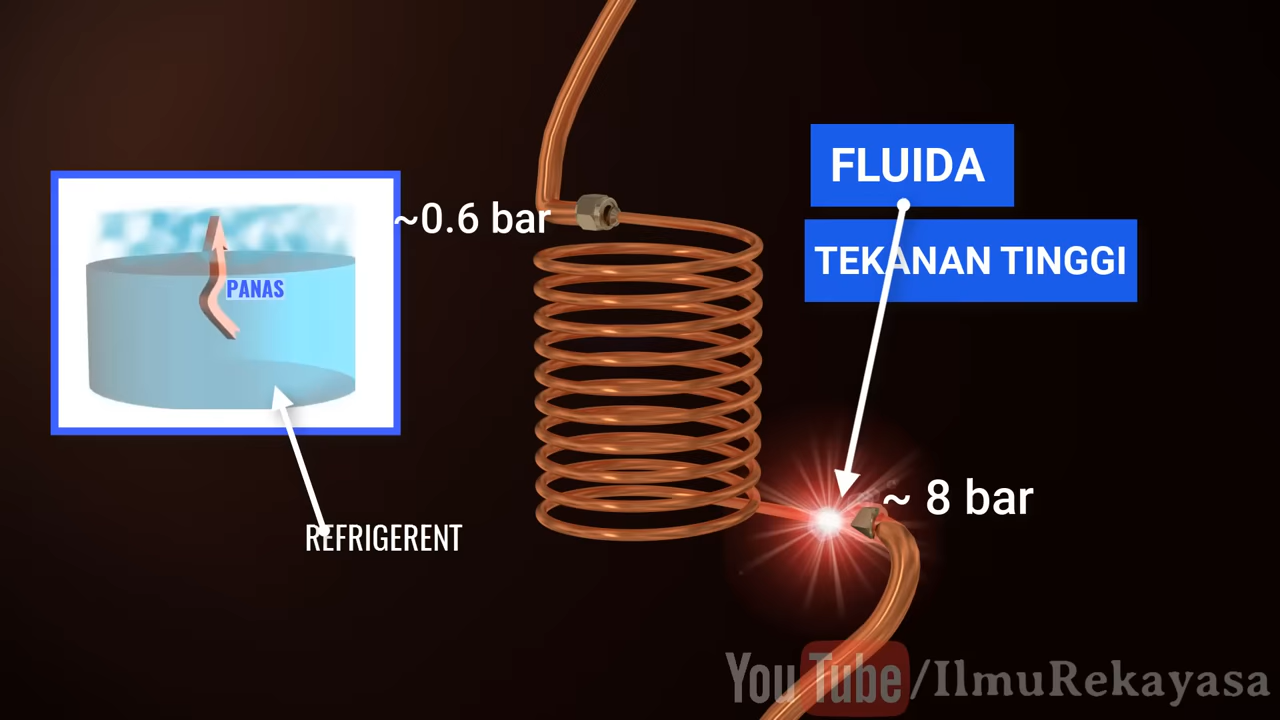 FLUIDA
TEKANAN TINGGI
~0.6 bar
PANAS
~ 8 bar
REFRIGERENT
YouTube/IlmuRekayasa